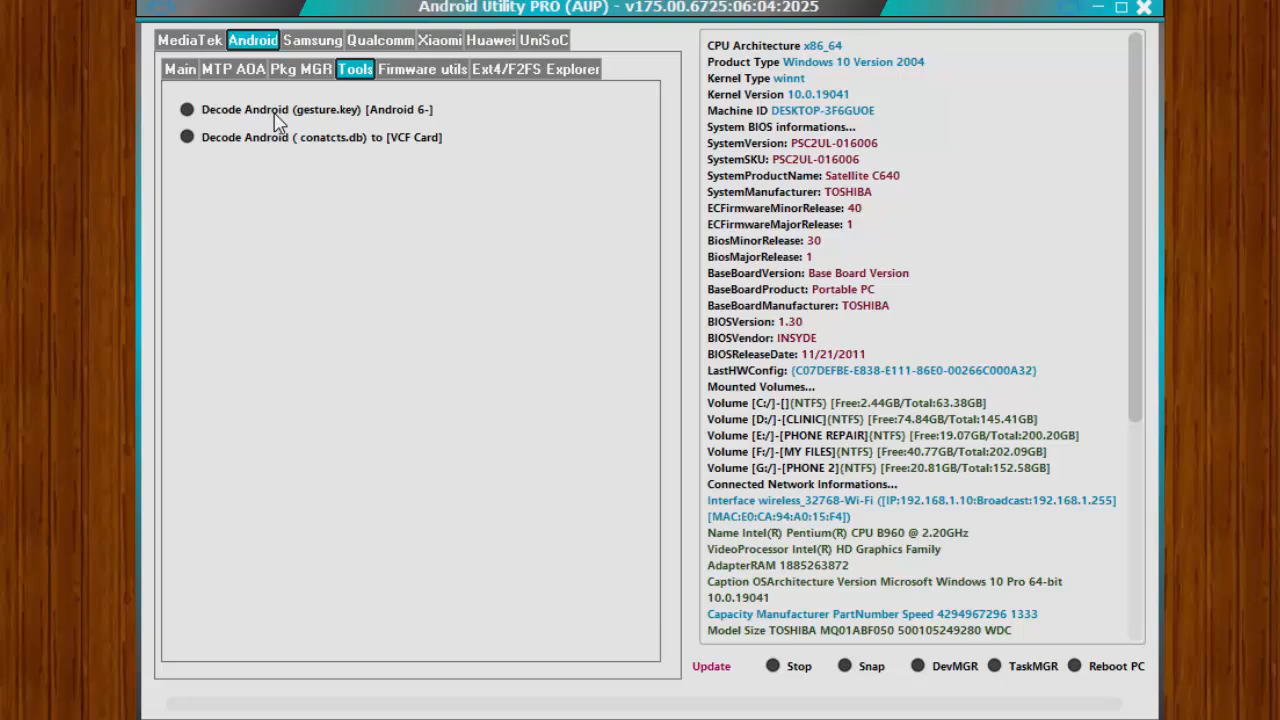 Android Utility PRO (AUP) - v175.00.6725:06:04:2025
MediaTek Android Samsung Qualcomm Xiaomi Huawei UniSoC
Main MTP AOA Pkg MGR Tools Firmware utils Ext4/F2FS Explorer
Decode Android (gesture.key) [Android 6-]
Decode Android ( conatcts.db) to [VCF Card]
CPU Architecture x86_64
Product Type Windows 10 Version 2004
Kernel Type winnt
Kernel Version 10.0.19041
Machine ID DESKTOP-3F6GUOE
System BIOS informations...
SystemVersion: PSC2UL-016006
SystemSKU: PSC2UL-016006
SystemProductName: Satellite C640
SystemManufacturer: TOSHIBA
ECFirmwareMinorRelease: 40
ECFirmwareMajorRelease: 1
BiosMinorRelease: 30
BiosMajorRelease: 1
BaseBoardVersion: Base Board Version
BaseBoardProduct: Portable PC
BaseBoardManufacturer: TOSHIBA
BIOSVersion: 1.30
BIOSVendor: INSYDE
BIOSReleaseDate: 11/21/2011
LastHWConfig: {C07DEFBE-E838-E111-86E0-00266C000A32}
Mounted Volumes...
Volume [C:/]-[]{NTFS} [Free:2.44GB/Total:63.38GB]
Volume [D:/]-[CLINIC]{NTFS} [Free:74.84GB/Total:145.41GB]
Volume [E:/]-[PHONE REPAIR]{NTFS} [Free:19.07GB/Total:200.20GB]
Volume [F:/]-[MY FILES]{NTFS} [Free:40.77GB/Total:202.09GB]
Volume [G:/]-[PHONE 2]{NTFS} [Free:20.81GB/Total:152.58GB]
Connected Network Informations...
Interface wireless_32768-Wi-Fi ([IP:192.168.1.10:Broadcast:192.168.1.255]
[MAC:E0:CA:94:A0:15:F4])
Name Intel(R) Pentium(R) CPU B960 @ 2.20GHz
VideoProcessor Intel(R) HD Graphics Family
AdapterRAM 1885263872
Caption OSArchitecture Version Microsoft Windows 10 Pro 64-bit
10.0.19041
Capacity Manufacturer PartNumber Speed 4294967296 1333
Model Size TOSHIBA MQ01ABF050 500105249280 WDC
Update Stop Snap DevMGR TaskMGR Reboot PC